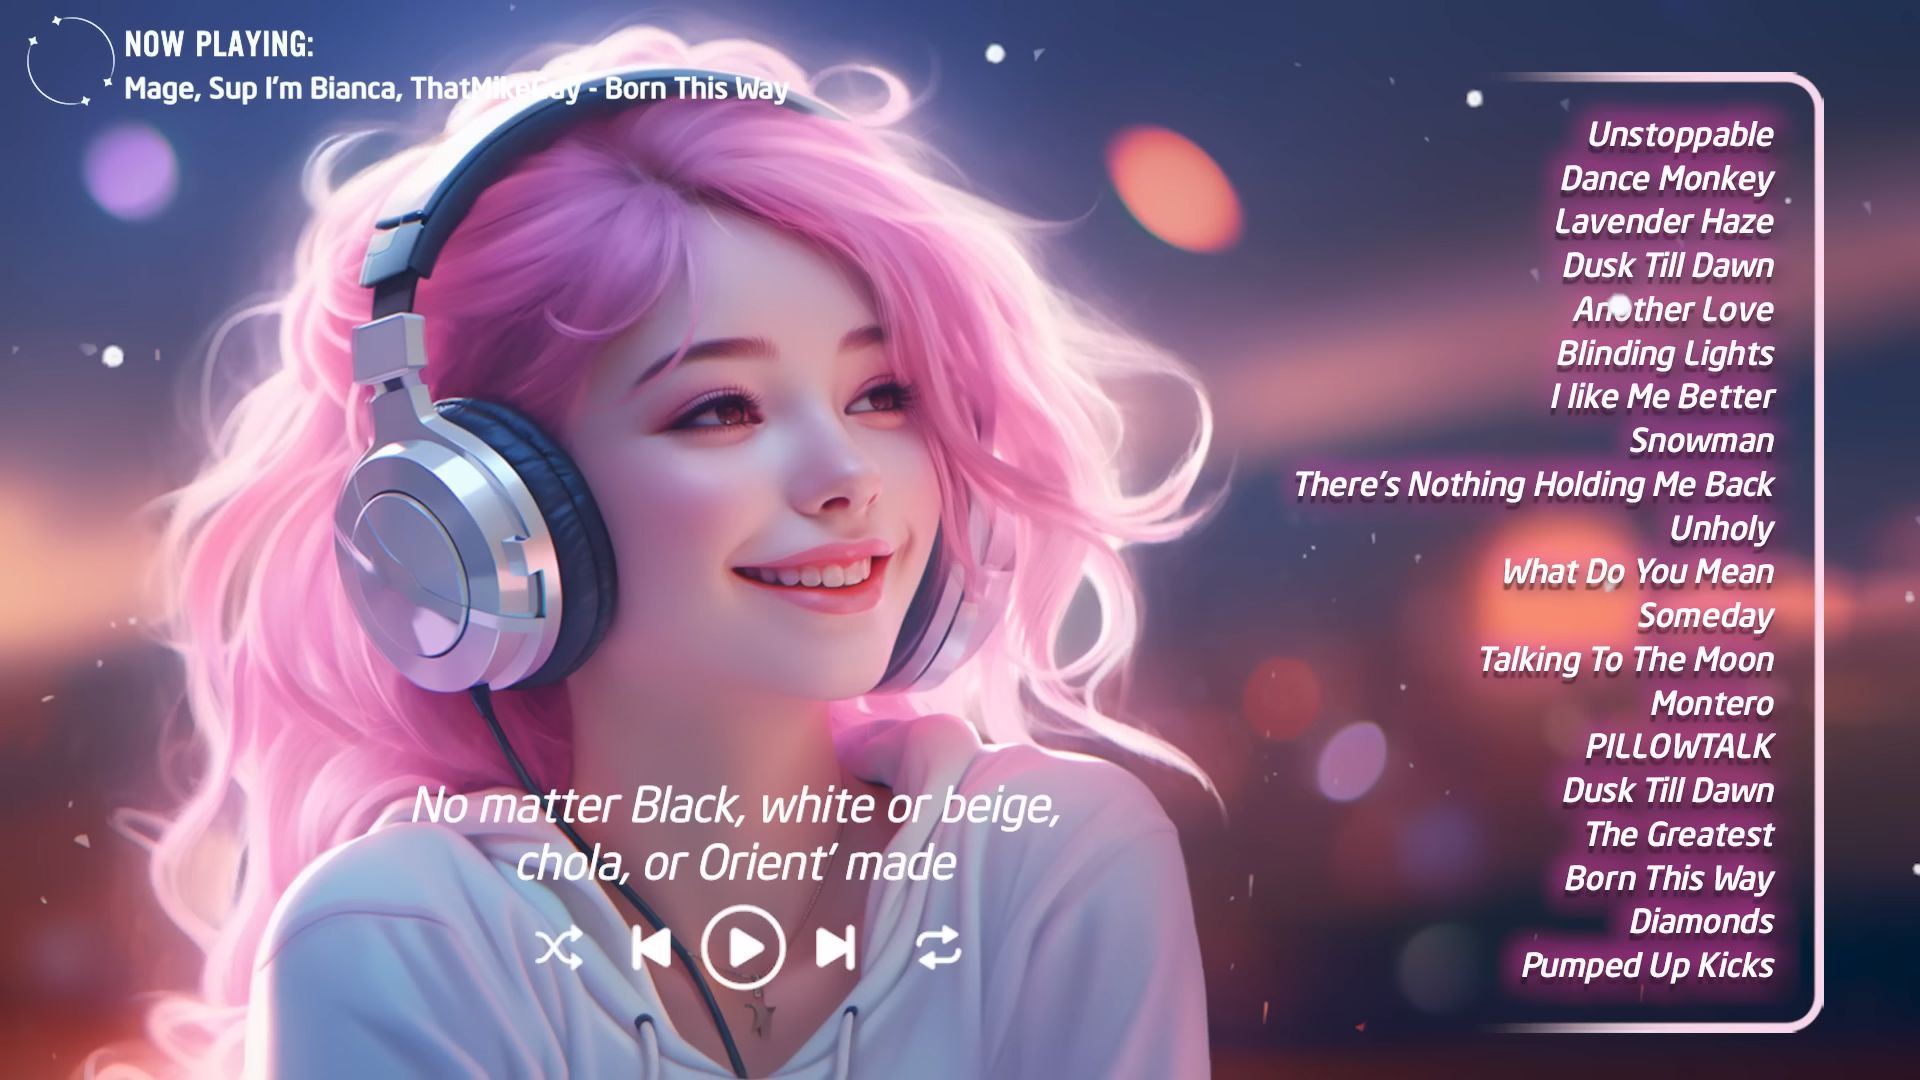 NOW PLAYING:
Mage, Sup I'm Bianca, ThatMikeGuy - Born This Way
Unstoppable
Dance Monkey
Lavender Haze
Dusk Till Dawn
Another Love
Blinding Lights
I like Me Better
Snowman
There's Nothing Holding Me Back
Unholy
What Do You Mean
Someday
Talking To The Moon
Montero
PILLOWTALK
Dusk Till Dawn
The Greatest
Born This Way
Diamonds
Pumped Up Kicks
No matter Black, white or beige,
chola, or Orient' made